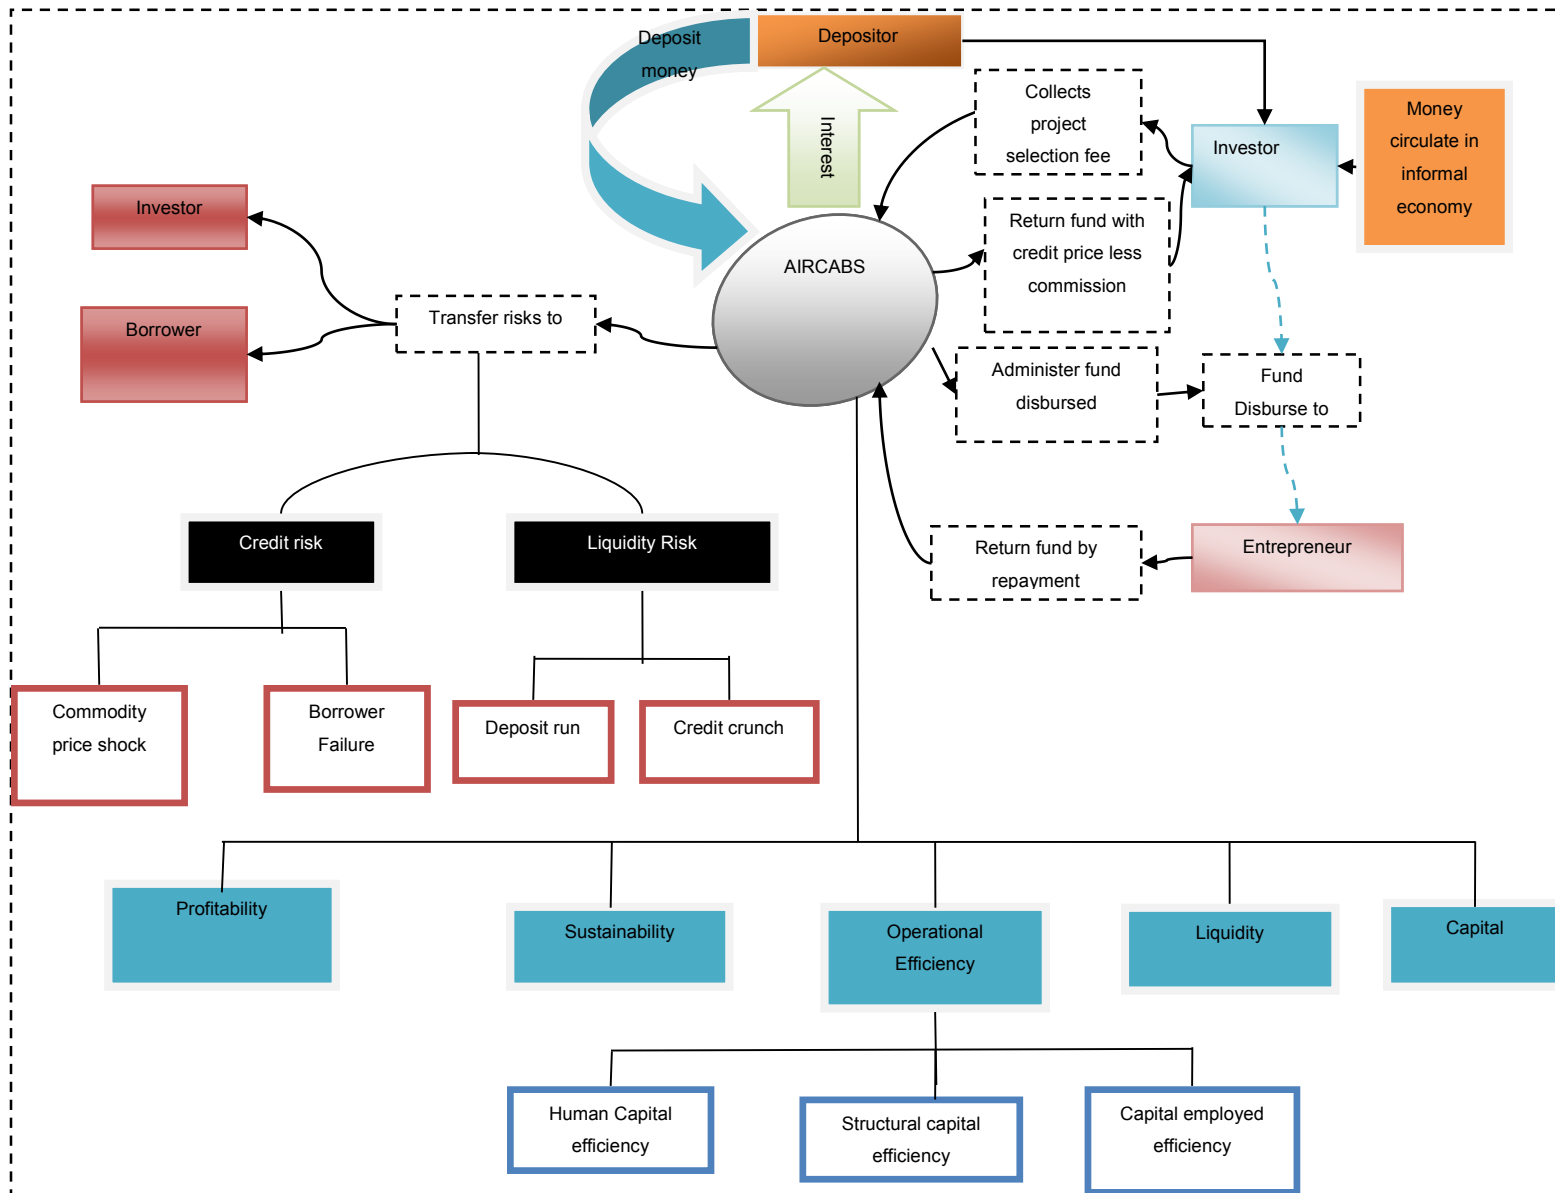 Deposit
money
Depositor
Interest
Collects
project
selection fee
Investor
Money
circulate in
informal
economy
Investor
Borrower
Transfer risks to
AIRCABS
Return fund with
credit price less
commission
Administer fund
disbursed
Fund
Disburse to
Credit risk
Liquidity Risk
Return fund by
repayment
Entrepreneur
Commodity
price shock
Borrower
Failure
Deposit run
Credit crunch
Profitability
Sustainability
Operational
Efficiency
Liquidity
Capital
Human Capital
efficiency
Structural capital
efficiency
Capital employed
efficiency